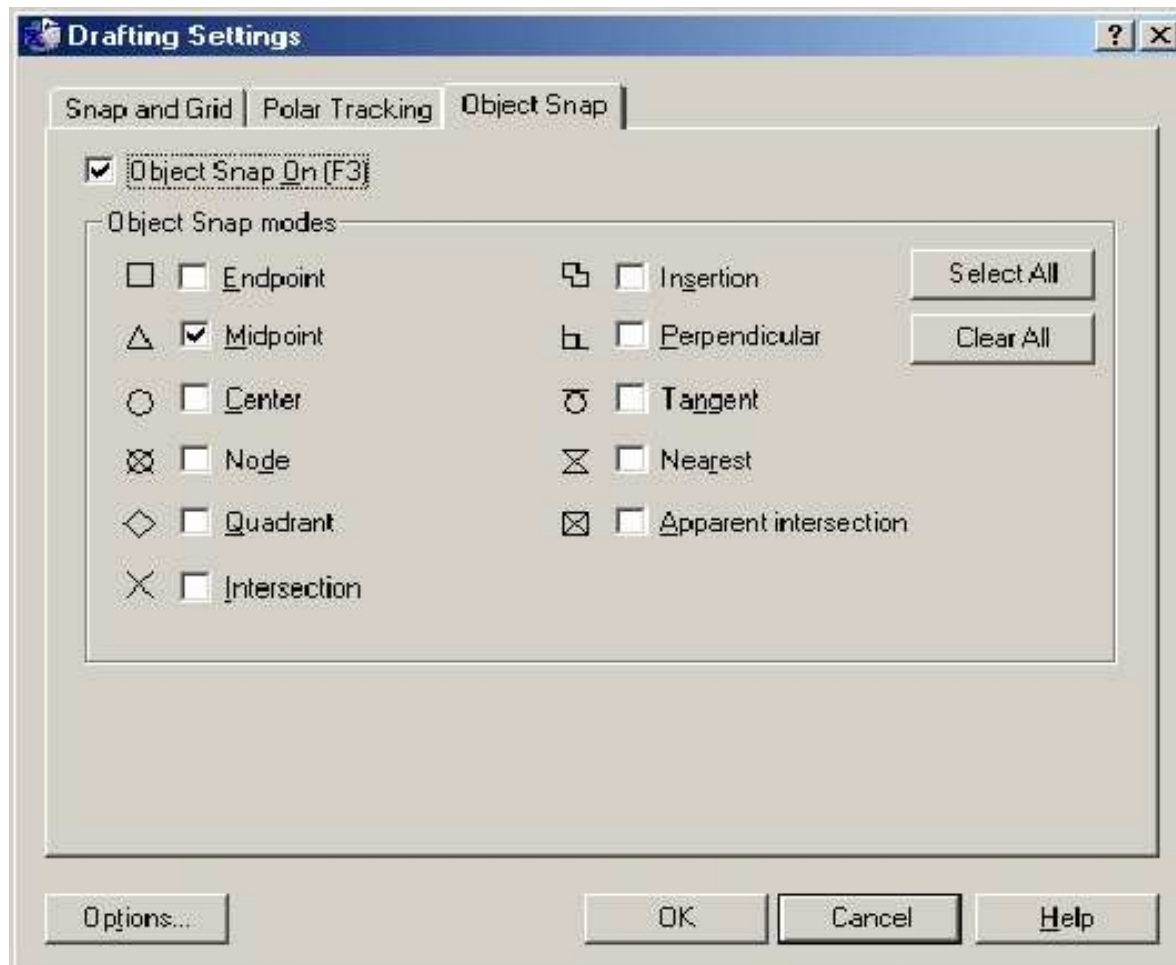 Drafting Settings
Snap and Grid
Polar Tracking
Object Snap
Object Snap On (F3)
Object Snap modes
Endpoint
Midpoint
Center
Node
Quadrant
Intersection
Insertion
Perpendicular
Tangent
Nearest
Apparent intersection
Select All
Clear All
Options...
OK
Cancel
Help